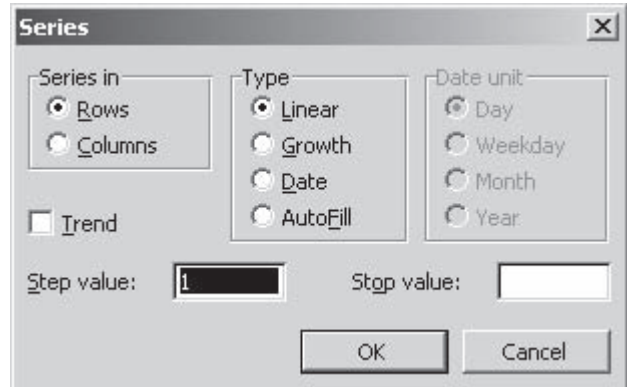 Series
Series in
Rows
Columns
Trend
Type
Linear
Growth
Date
AutoFill
Date unit
Day
Weekday
Month
Year
Step value: 1
Stop value:
OK
Cancel